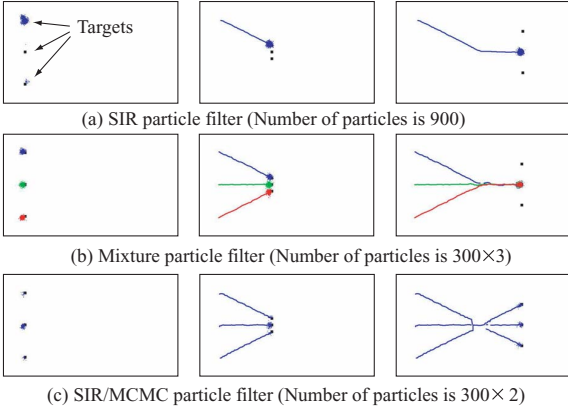 Targets
(a) SIR particle filter (Number of particles is 900)
(b) Mixture particle filter (Number of particles is 300×3)
(c) SIR/MCMC particle filter (Number of particles is 300×2)